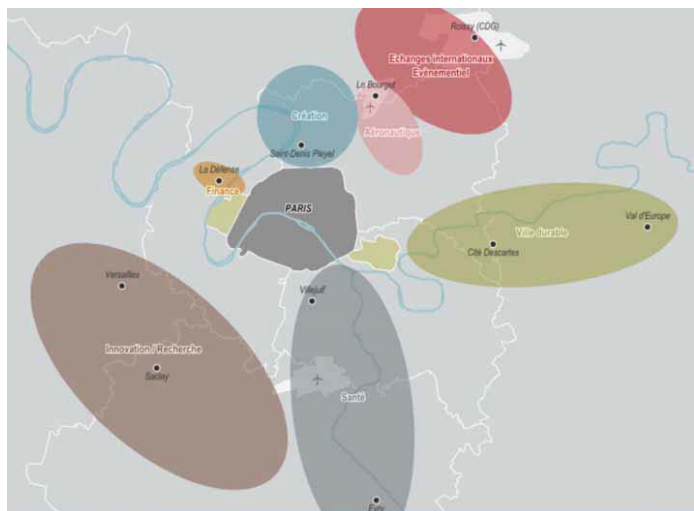 Roissy (CDG)
Echanges internationaux
Evènementiel
Le Bourget
Création
Aéronautique
Saint-Denis Pleyel
La Défense
Finance
PARIS
Val d'Europe
Ville durable
Cité Descartes
Versailles
Villejuif
Innovation / Recherche
Saclay
Santé
Evry